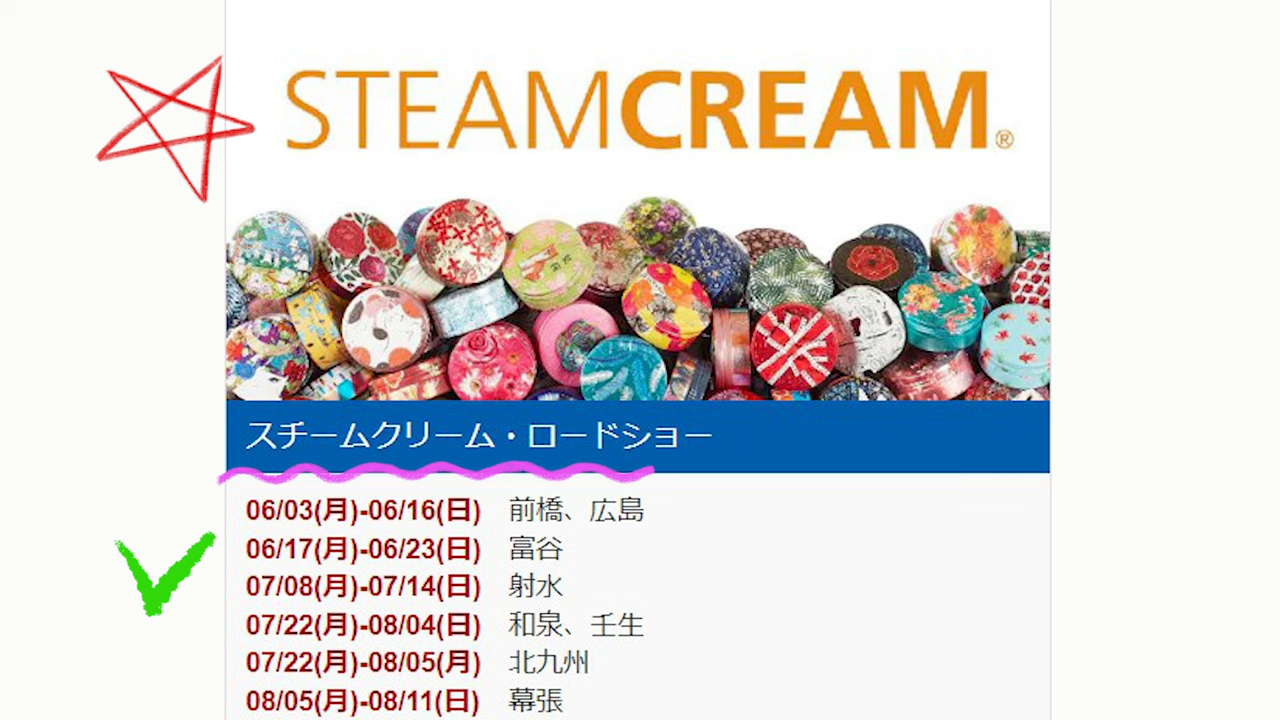 STEAMCREAM®
スチームクリーム・ロードショー
06/03(月)-06/16(日) 前橋、広島
06/17(月)-06/23(日) 富谷
07/08(月)-07/14(日) 射水
07/22(月)-08/04(日) 和泉、壬生
07/22(月)-08/05(月) 北九州
08/05(月)-08/11(日) 幕張